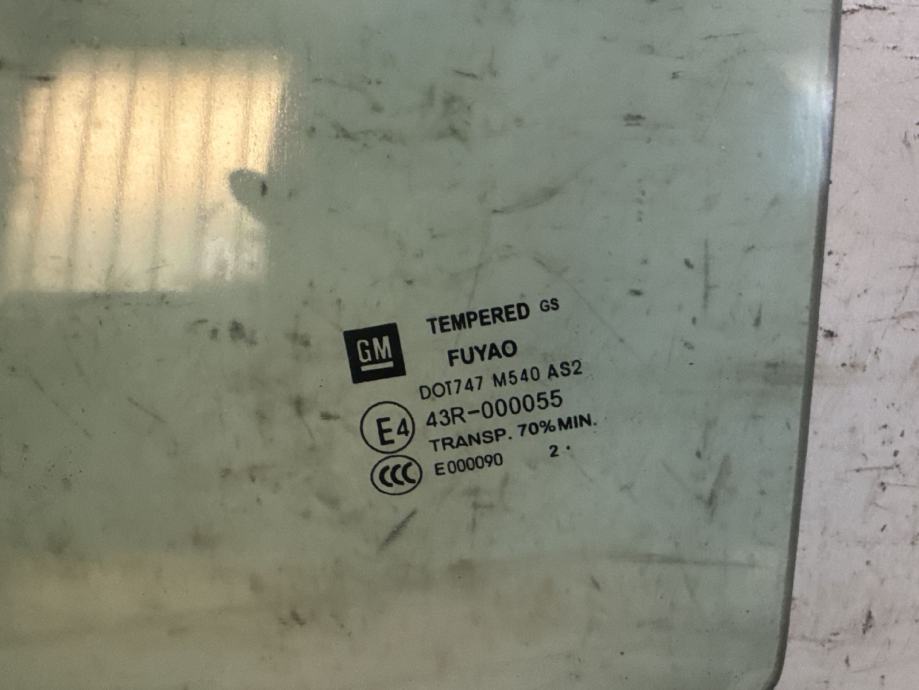 TEMPERED GS
GM
FUYAO
DOT747 M540 AS2
E4 43R-000055
TRANSP. 70%MIN.
CCC E000090 2 ·